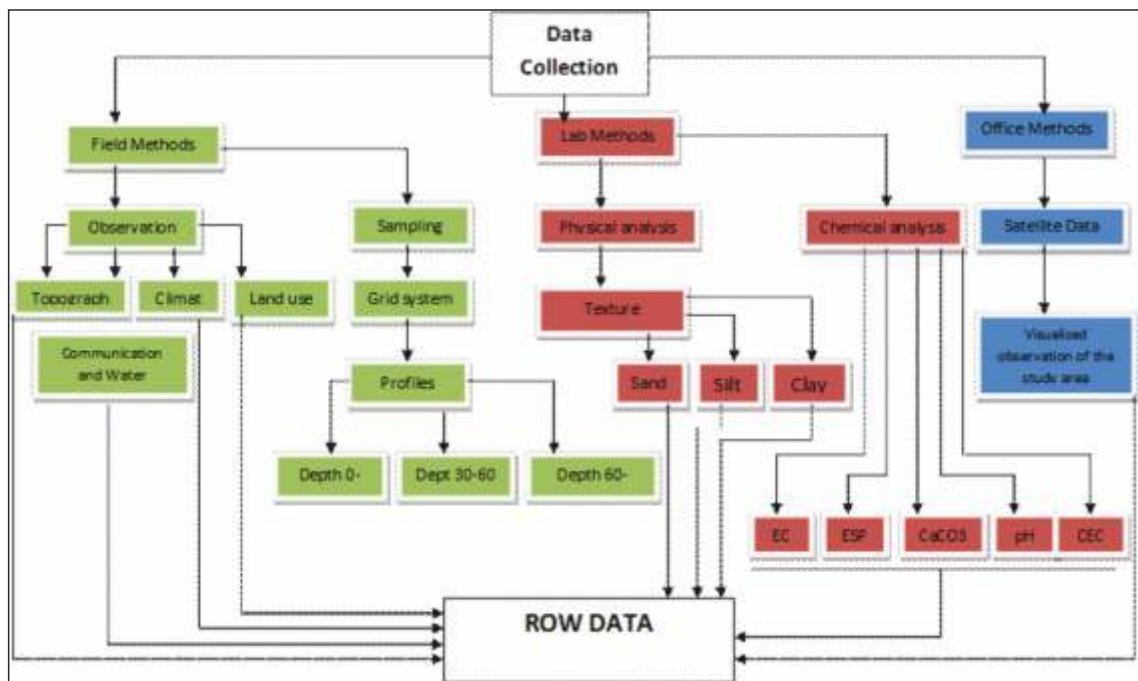 Data
Collection
Field Methods
Lab Methods
Office Methods
Observation
Sampling
Physical analysis
Chemical analysis
Satellite Data
Topograph
Climat
Land use
Grid system
Texture
Communication
and Water
Visualized
observation of the
study area
Profiles
Sand
Silt
Clay
Depth 0-
Dept 30-60
Depth 60-
EC
ESP
CaCO3
pH
CEC
ROW DATA